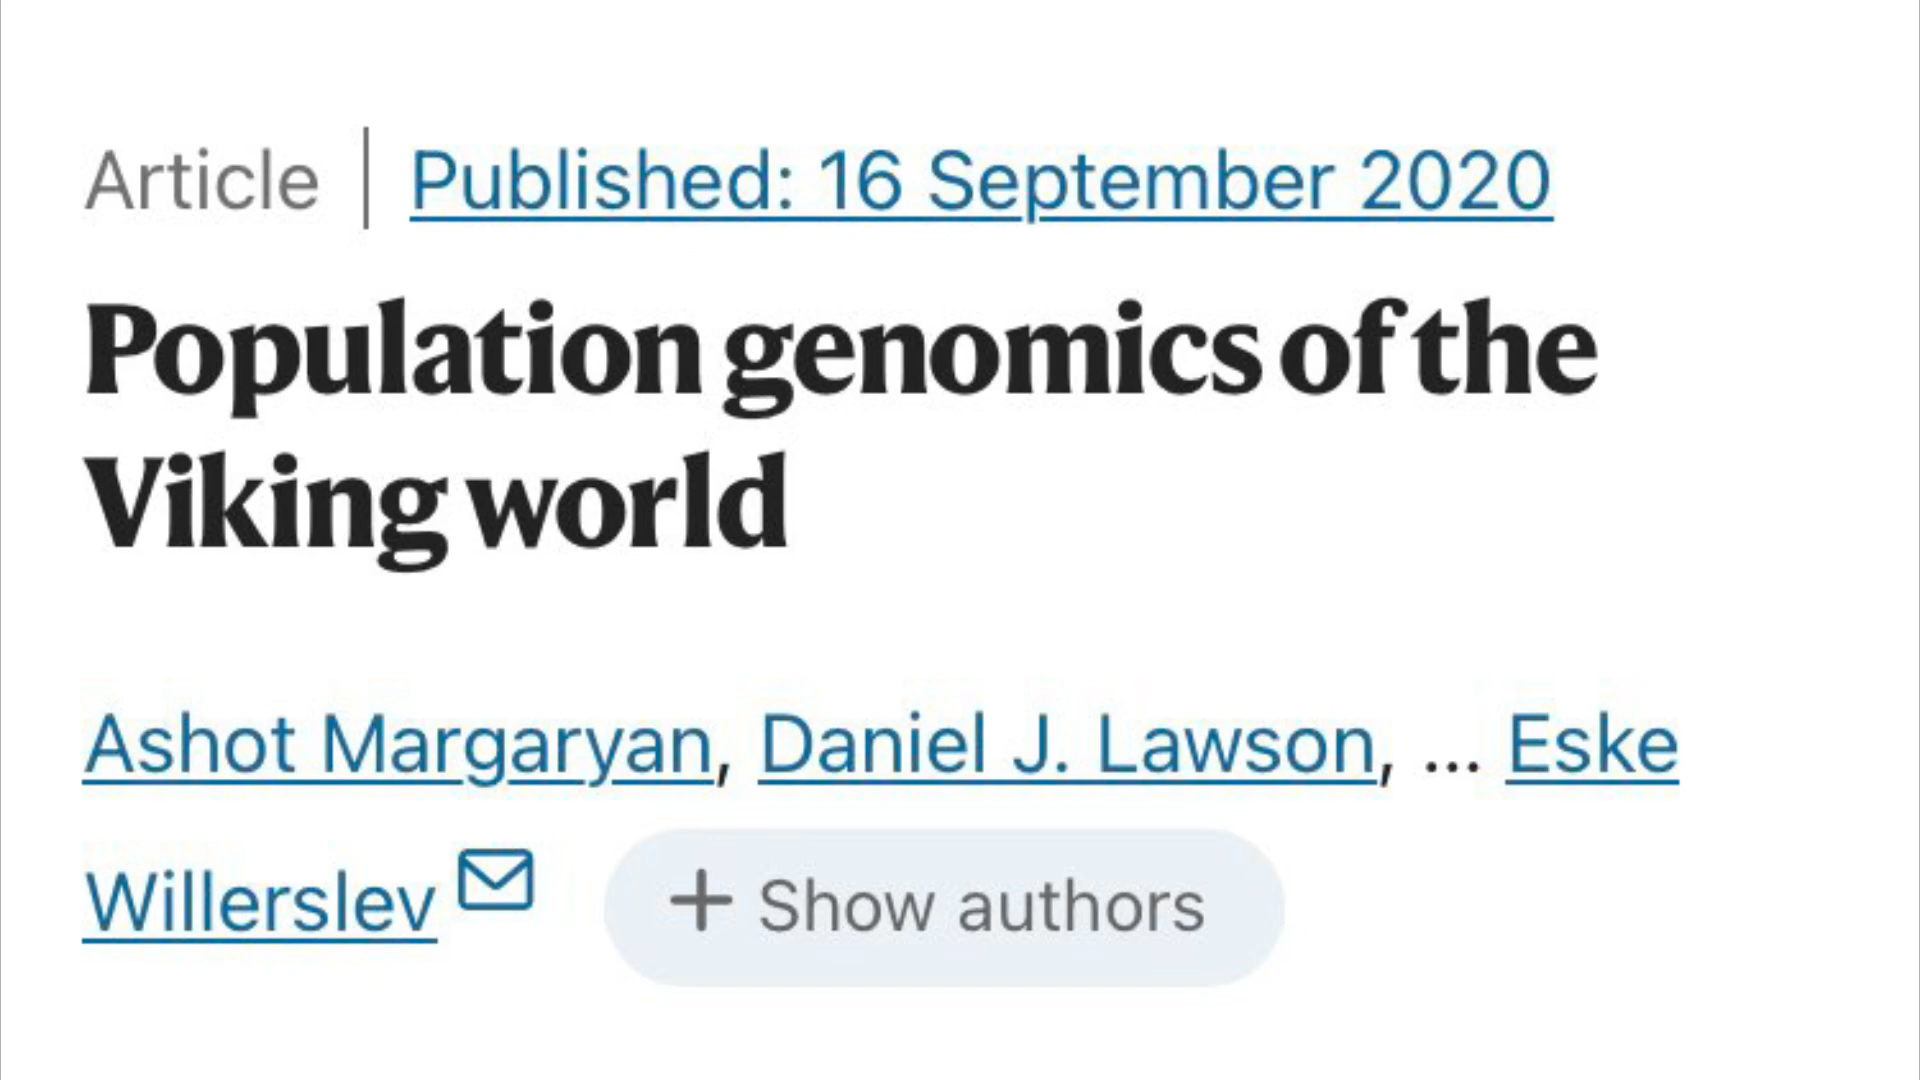 Article | Published: 16 September 2020
Population genomics of the
Viking world
Ashot Margaryan, Daniel J. Lawson, ... Eske
Willerslev + Show authors